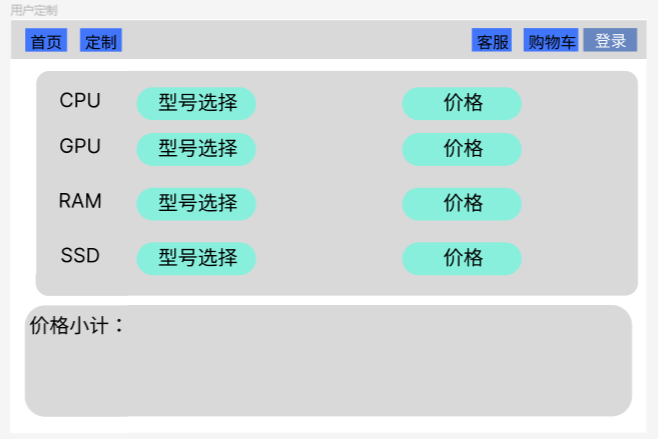 用户定制
首页 定制 客服 购物车 登录
CPU 型号选择 价格
GPU 型号选择 价格
RAM 型号选择 价格
SSD 型号选择 价格
价格小计：